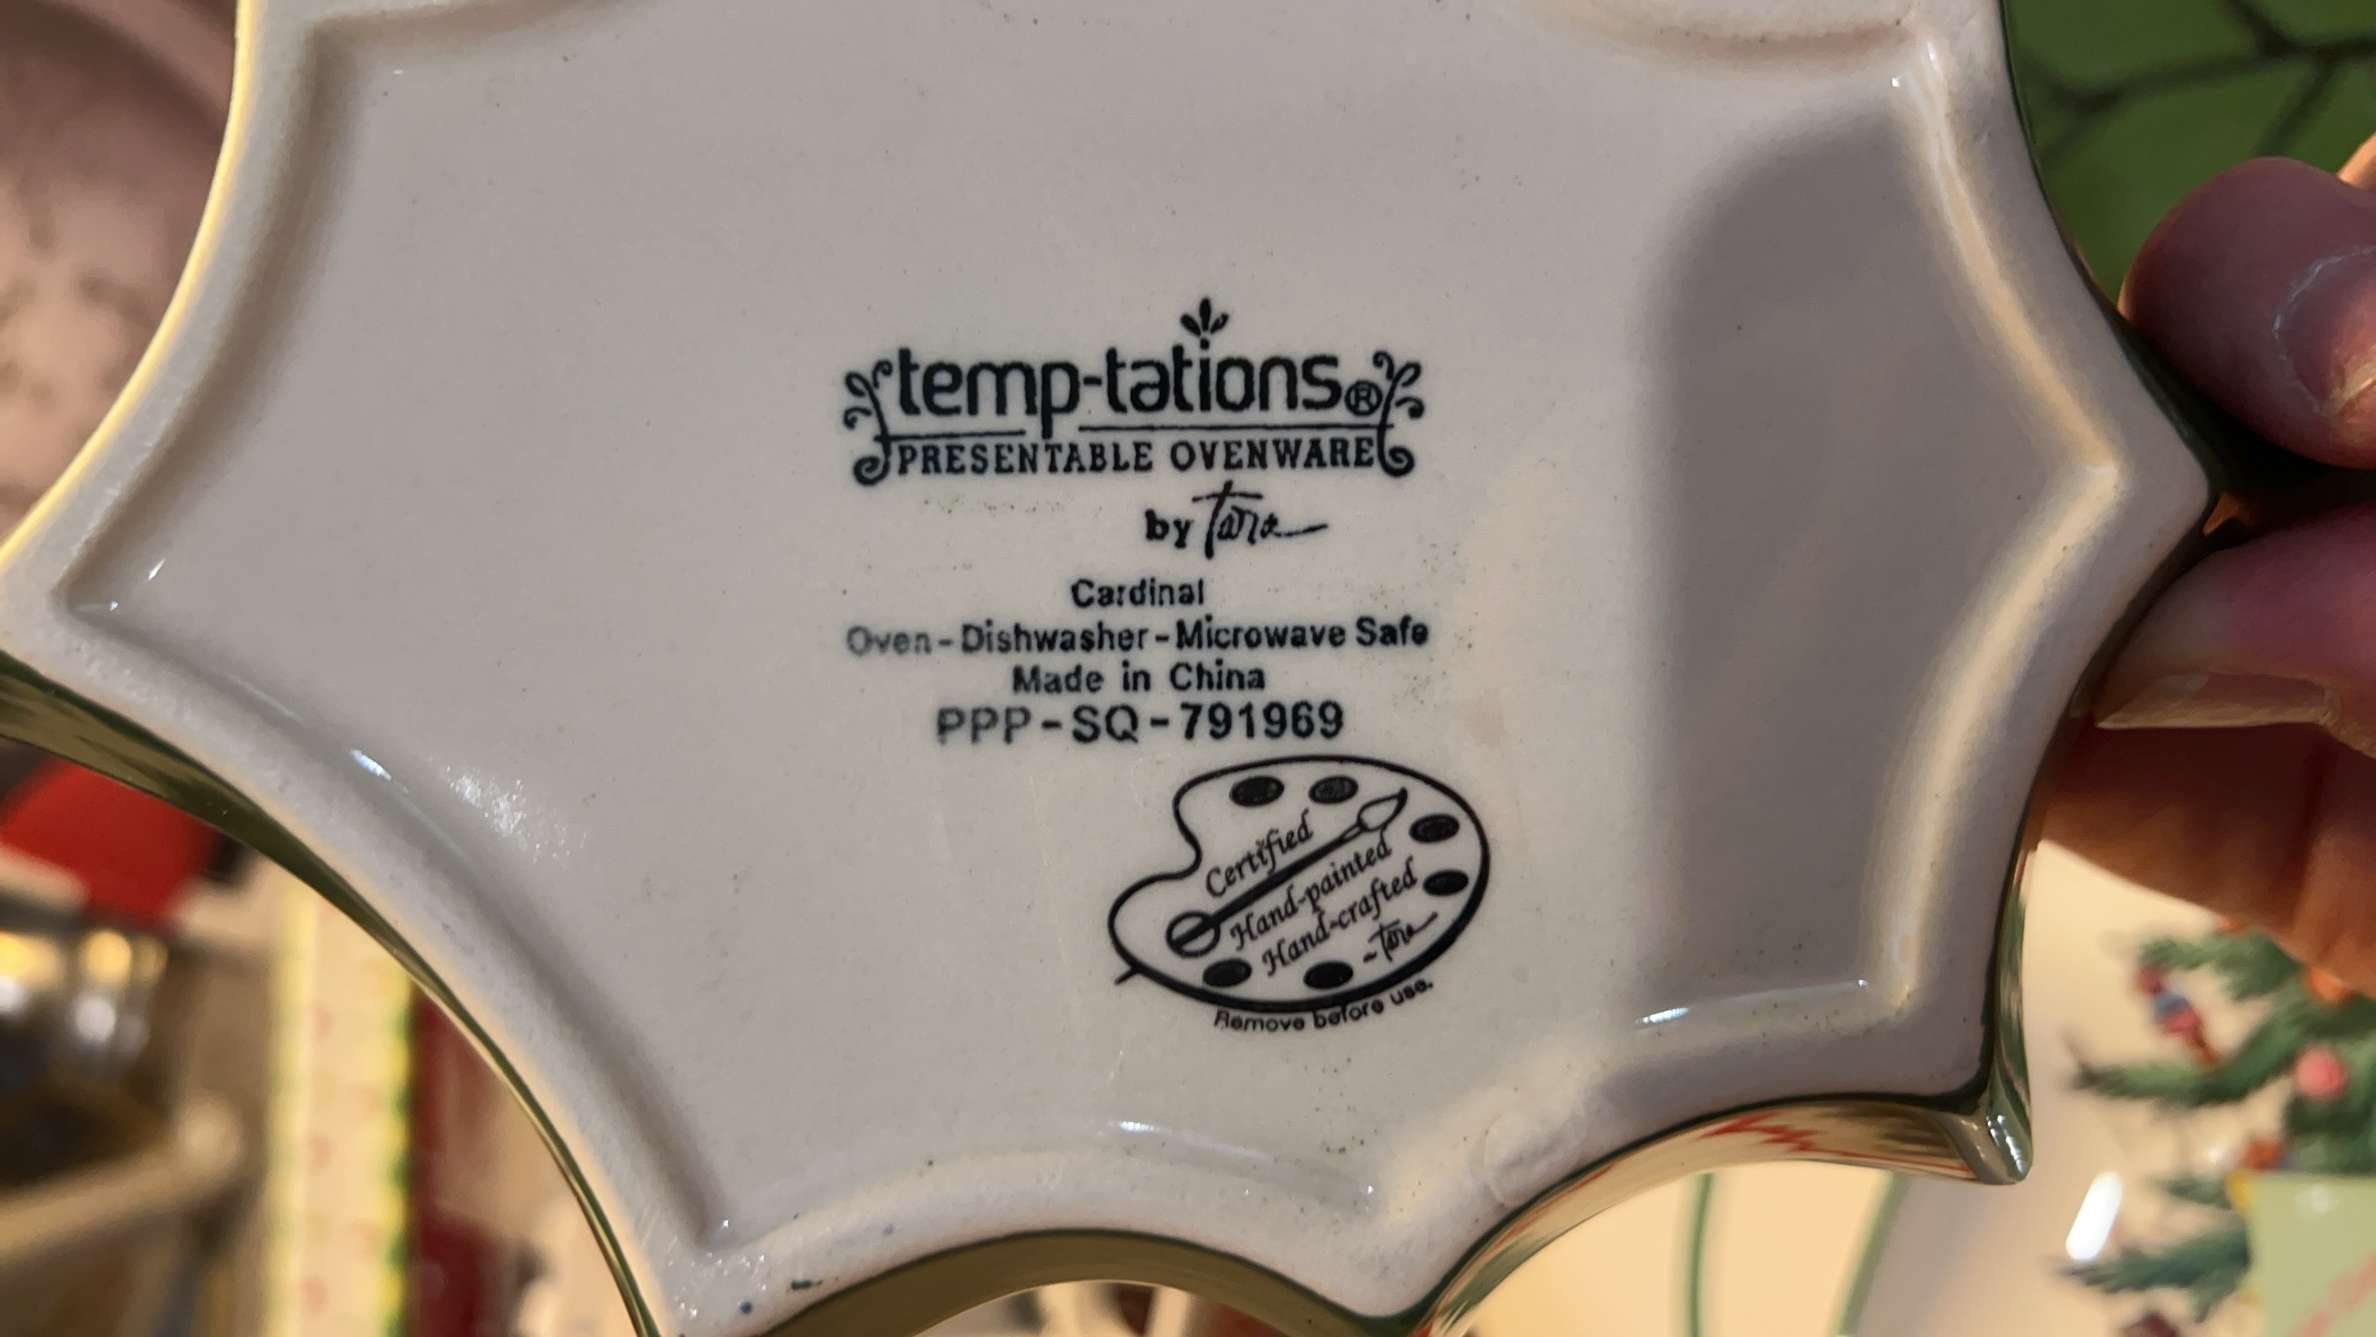 temp-tations®
PRESENTABLE OVENWARE
by Tara
Cardinal
Oven-Dishwasher-Microwave Safe
Made in China
PPP-SQ-791969
Certified
Hand-painted
Hand-crafted
-Tara
Remove before use.